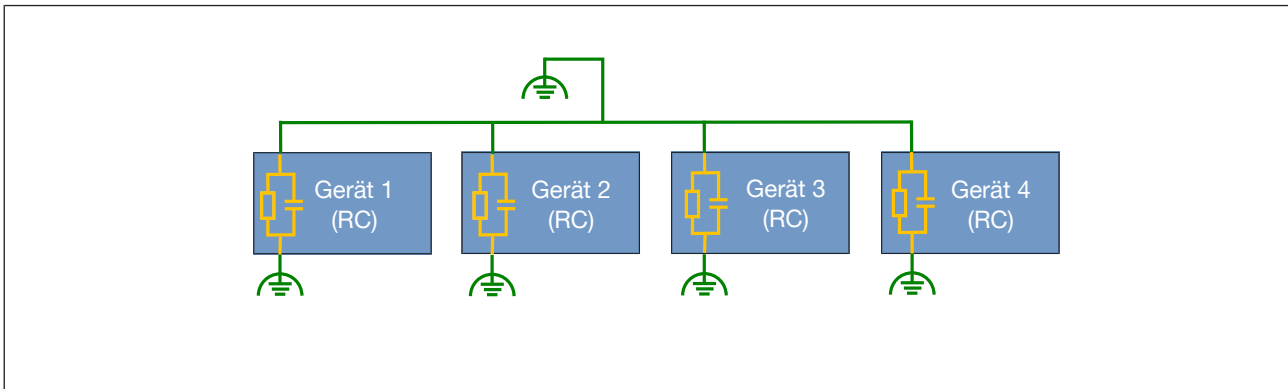 Gerät 1
(RC)
Gerät 2
(RC)
Gerät 3
(RC)
Gerät 4
(RC)